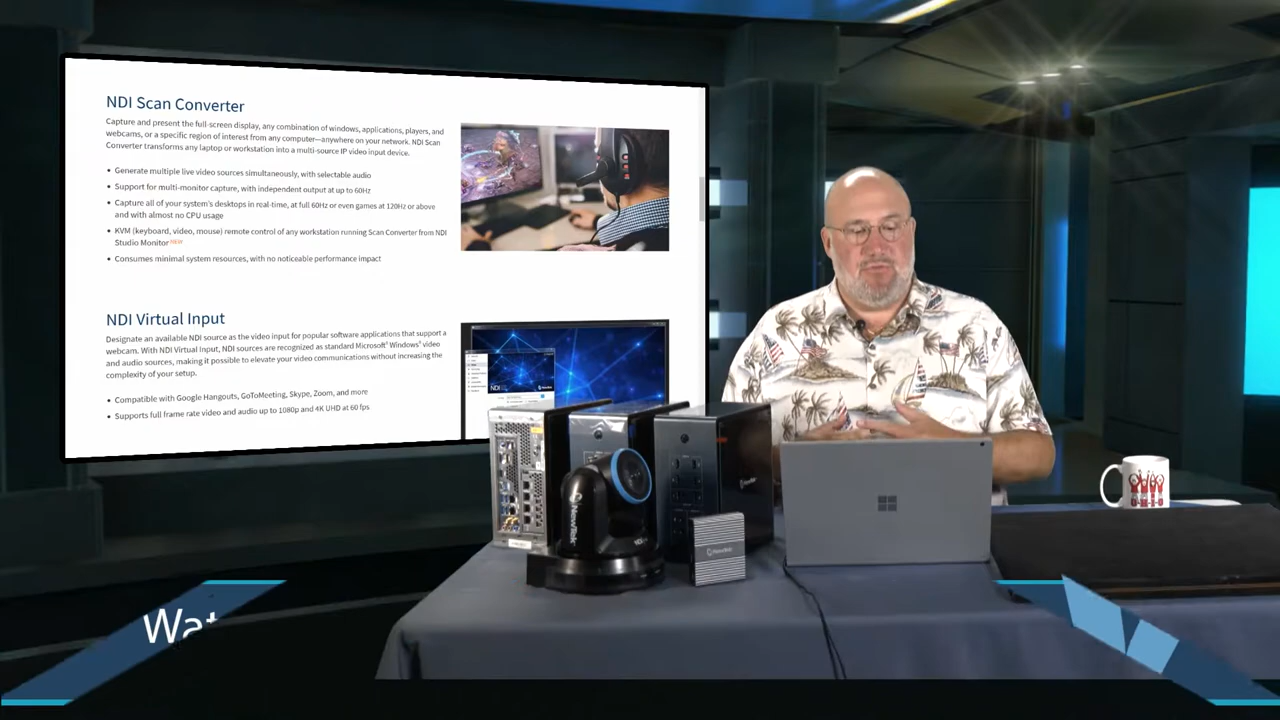 NDI Scan Converter
Capture and present the full-screen display, any combination of windows, applications, players, and
webcams, or a specific region of interest from any computer—anywhere on your network. NDI Scan
Converter transforms any laptop or workstation into a multi-source IP video input device.
• Generate multiple live video sources simultaneously, with selectable audio
• Support for multi-monitor capture, with independent output at up to 60Hz
• Capture all of your system's desktops in real-time, at full 60Hz or even games at 120Hz or above
and with almost no CPU usage
• KVM (keyboard, video, mouse) remote control of any workstation running Scan Converter from NDI
Studio Monitor NEW
• Consumes minimal system resources, with no noticeable performance impact
NDI Virtual Input
Designate an available NDI source as the video input for popular software applications that support a
webcam. With NDI Virtual Input, NDI sources are recognized as standard Microsoft® Windows® video
and audio sources, making it possible to elevate your video communications without increasing the
complexity of your setup.
• Compatible with Google Hangouts, GoToMeeting, Skype, Zoom, and more
• Supports full frame rate video and audio up to 1080p and 4K UHD at 60 fps
NDI
NewTek
NDI
NewTek
Wat